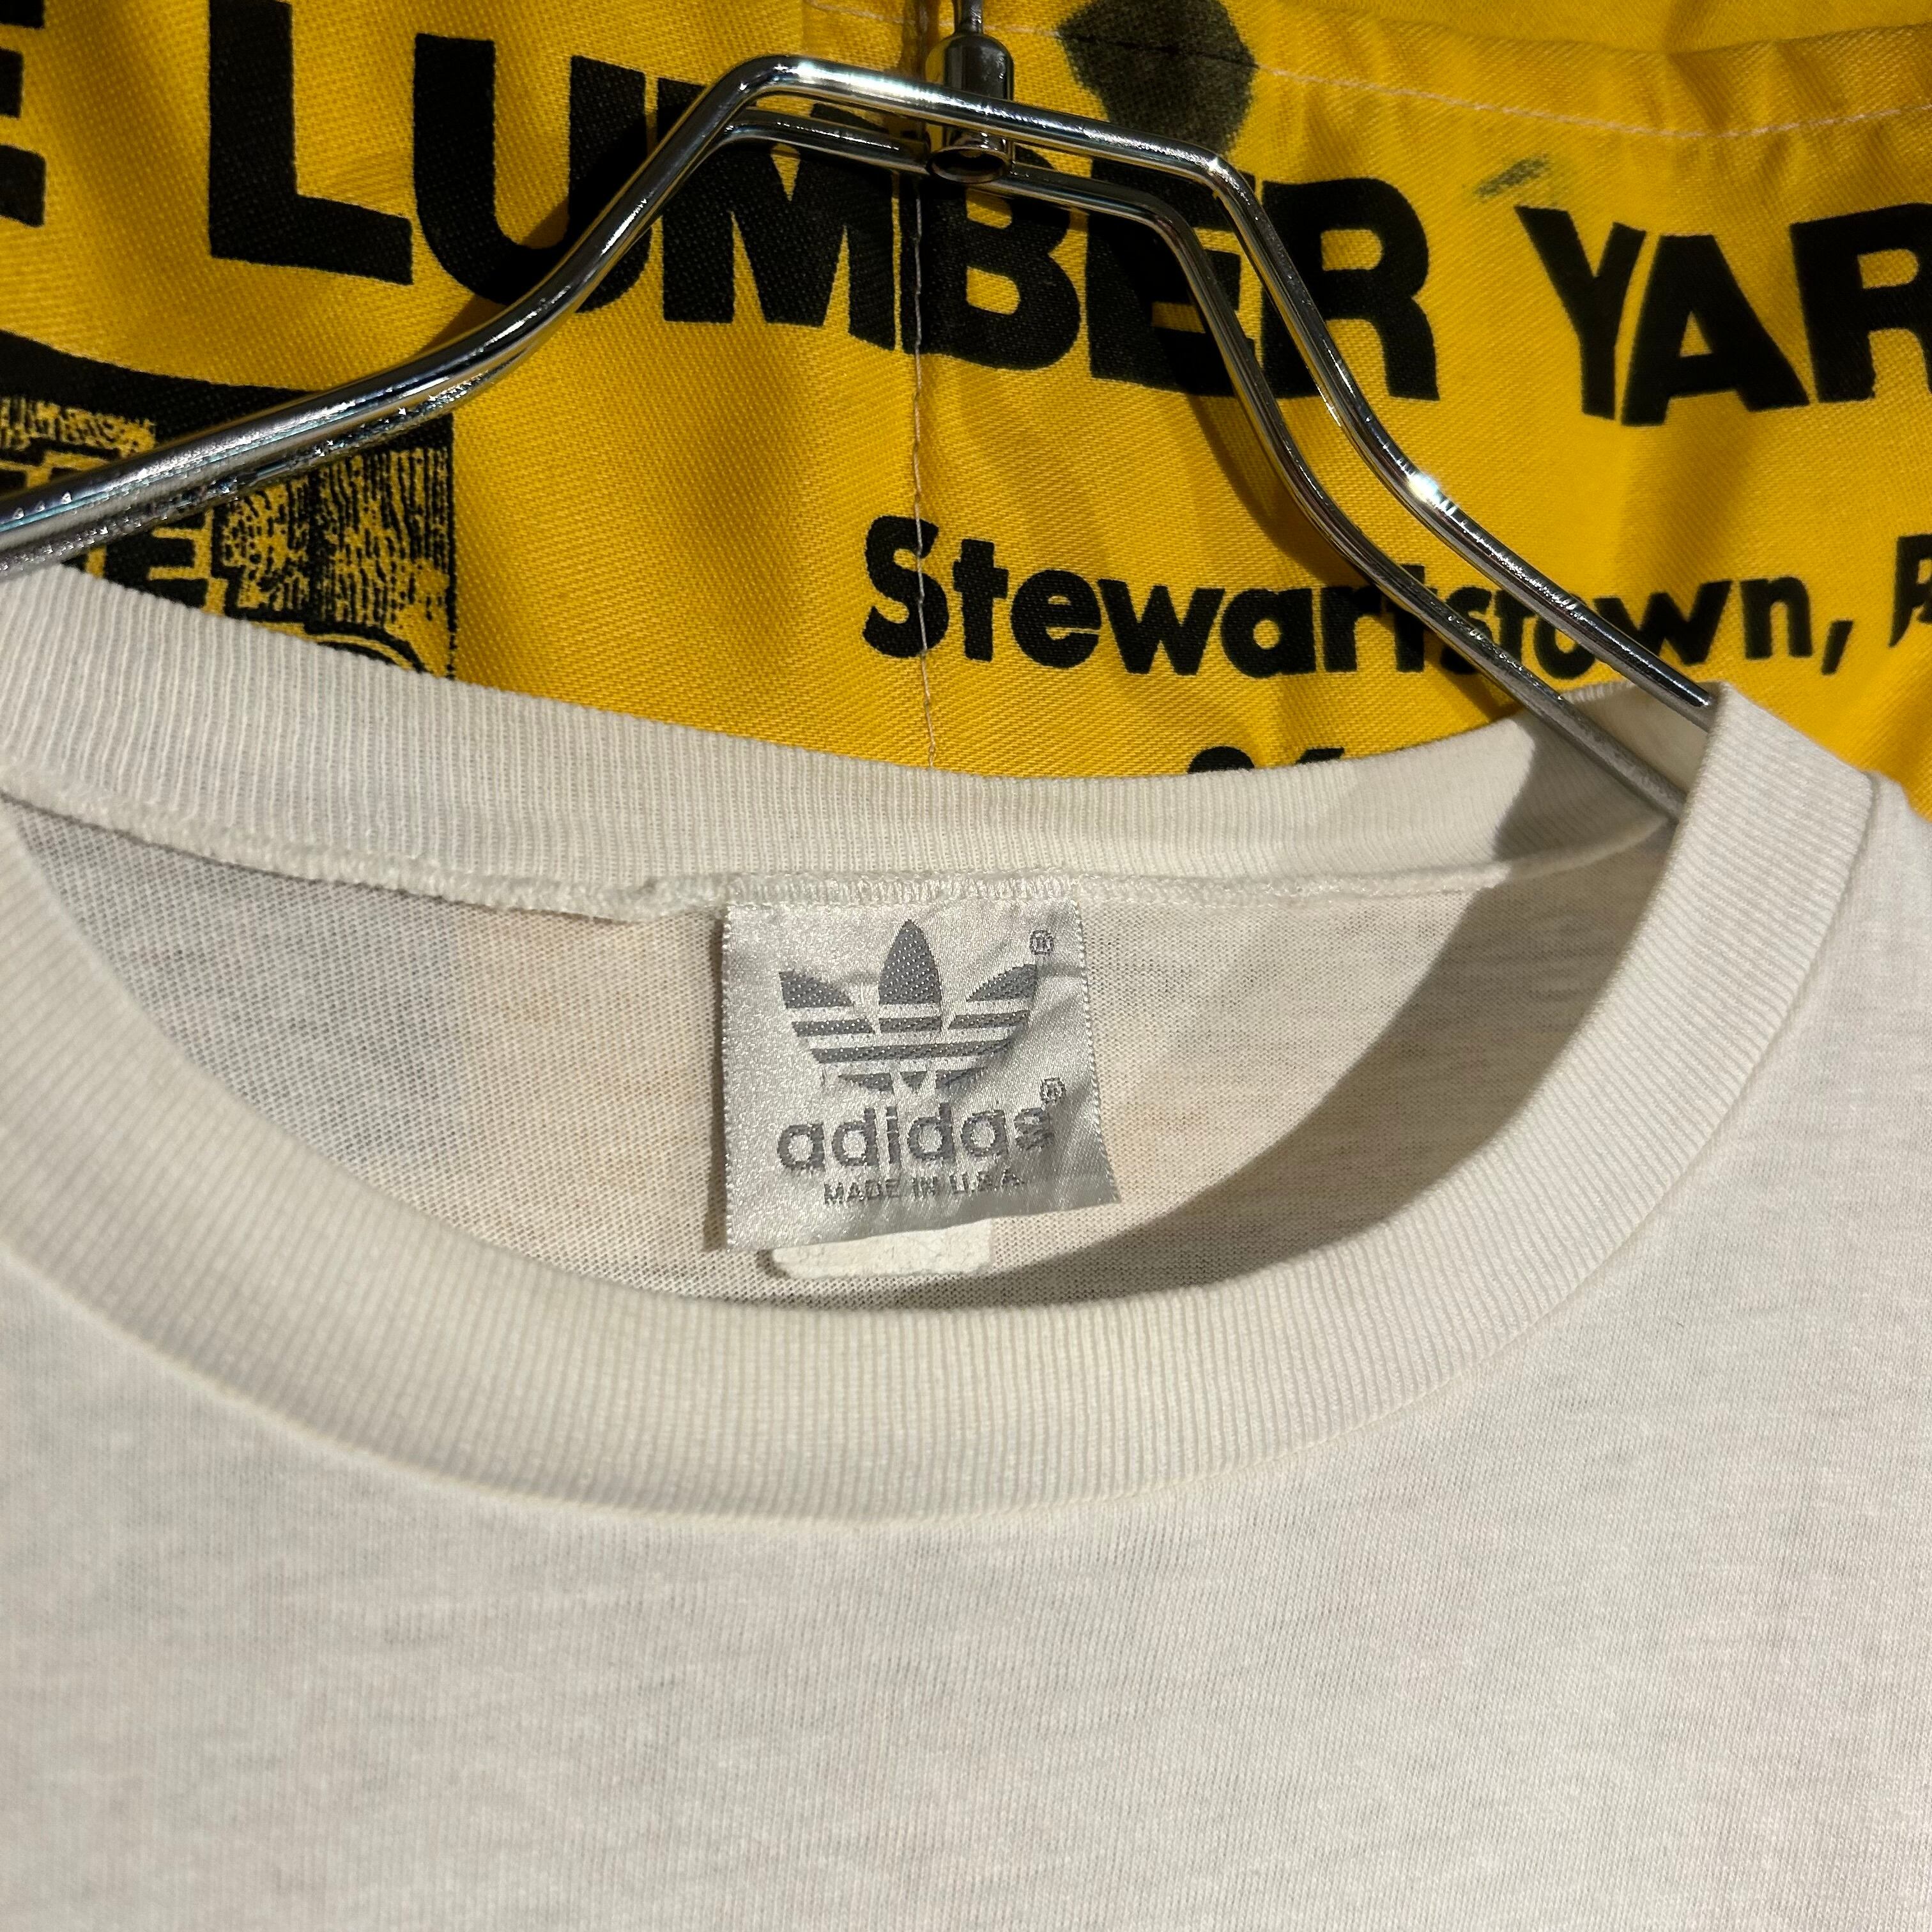 E LUMBER YAR
Stewartstown, P
adidas®
MADE IN U.S.A.